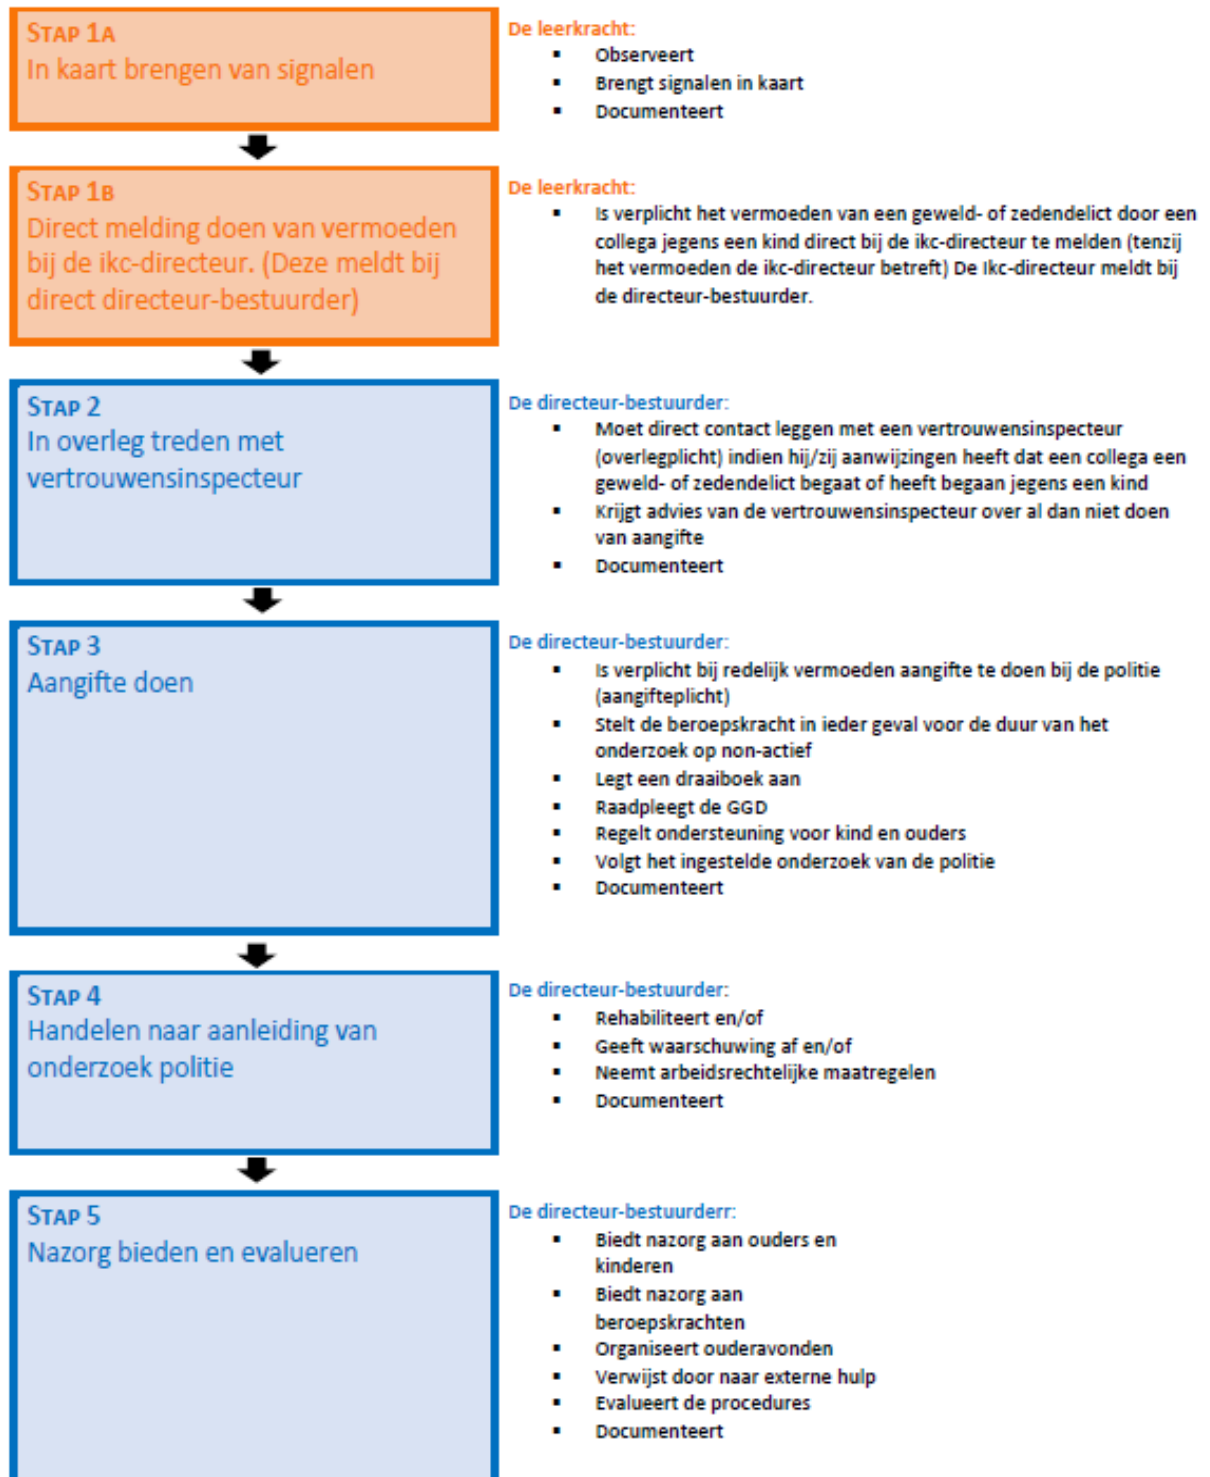 STAP 1A
In kaart brengen van signalen
De leerkracht:
▪ Observeert
▪ Brengt signalen in kaart
▪ Documenteert
STAP 1B
Direct melding doen van vermoeden
bij de ikc-directeur. (Deze meldt bij
direct directeur-bestuurder)
De leerkracht:
▪ Is verplicht het vermoeden van een geweld- of zedendelict door een
collega jegens een kind direct bij de ikc-directeur te melden (tenzij
het vermoeden de ikc-directeur betreft) De Ikc-directeur meldt bij
de directeur-bestuurder.
STAP 2
In overleg treden met
vertrouwensinspecteur
De directeur-bestuurder:
▪ Moet direct contact leggen met een vertrouwensinspecteur
(overlegplicht) indien hij/zij aanwijzingen heeft dat een collega een
geweld- of zedendelict begaat of heeft begaan jegens een kind
▪ Krijgt advies van de vertrouwensinspecteur over al dan niet doen
van aangifte
▪ Documenteert
STAP 3
Aangifte doen
De directeur-bestuurder:
▪ Is verplicht bij redelijk vermoeden aangifte te doen bij de politie
(aangifteplicht)
▪ Stelt de beroepskracht in ieder geval voor de duur van het
onderzoek op non-actief
▪ Legt een draaiboek aan
▪ Raadpleegt de GGD
▪ Regelt ondersteuning voor kind en ouders
▪ Volgt het ingestelde onderzoek van de politie
▪ Documenteert
STAP 4
Handelen naar aanleiding van
onderzoek politie
De directeur-bestuurder:
▪ Rehabiliteert en/of
▪ Geeft waarschuwing af en/of
▪ Neemt arbeidsrechtelijke maatregelen
▪ Documenteert
STAP 5
Nazorg bieden en evalueren
De directeur-bestuurderr:
▪ Biedt nazorg aan ouders en
kinderen
▪ Biedt nazorg aan
beroepskrachten
▪ Organiseert ouderavonden
▪ Verwijst door naar externe hulp
▪ Evalueert de procedures
▪ Documenteert